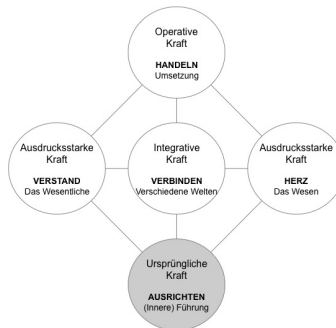 Operative
Kraft
HANDELN
Umsetzung
Ausdrucksstarke
Kraft
VERSTAND
Das Wesentliche
Integrative
Kraft
VERBINDEN
Verschiedene Welten
Ausdrucksstarke
Kraft
HERZ
Das Wesen
Ursprüngliche
Kraft
AUSRICHTEN
(Innere) Führung